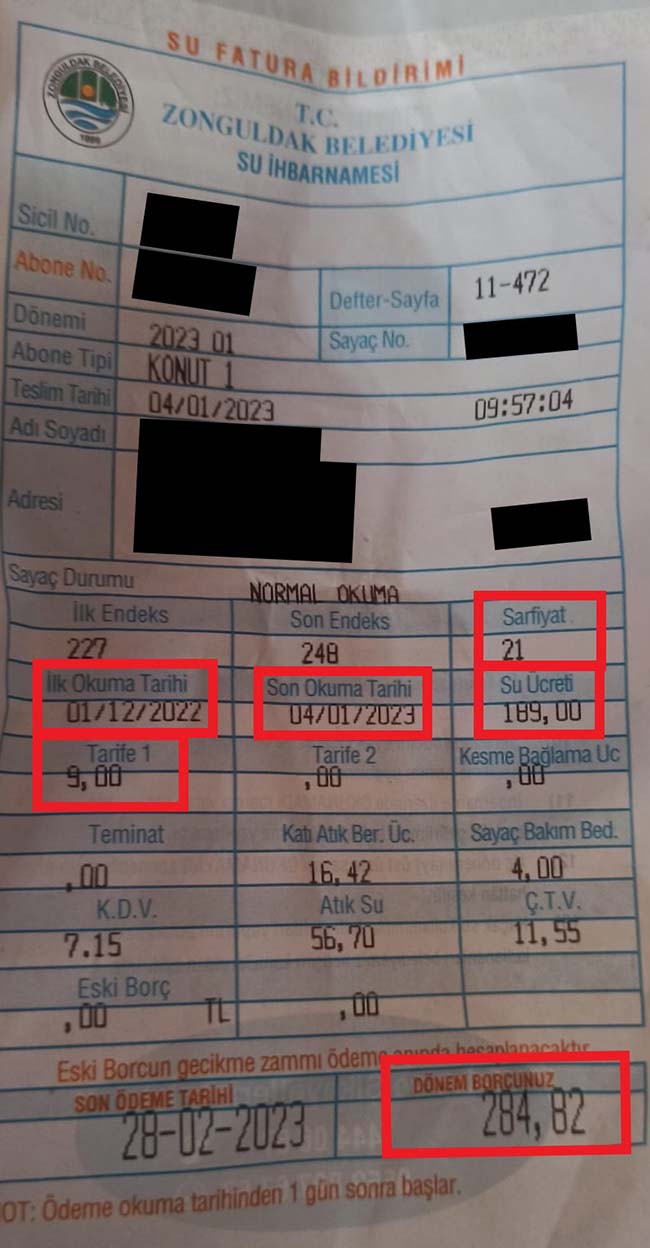 SU FATURA BİLDİRİMİ
ZONGULDAK BELEDİYESİ
1899
T.C.
ZONGULDAK BELEDİYESİ
SU İHBARNAMESİ
Sicil No.
Abone No.
Defter-Sayfa 11-472
Dönemi 2023 01 Sayaç No.
Abone Tipi KONUT 1
Teslim Tarihi 04/01/2023 09:57:04
Adı Soyadı
Adresi
Sayaç Durumu NORMAL OKUMA
İlk Endeks Son Endeks Sarfiyat
227 248 21
İlk Okuma Tarihi Son Okuma Tarihi Su Ücreti
01/12/2022 04/01/2023 189,00
Tarife 1 Tarife 2 Kesme Bağlama Uc
9,00 ,00 ,00
Teminat Katı Atık Ber. Üc. Sayaç Bakım Bed.
,00 16,42 4,00
K.D.V. Atık Su Ç.T.V.
7.15 56,70 11,55
Eski Borç
,00 TL ,00
Eski Borcun gecikme zammı ödeme anında hesaplanacaktır
SON ÖDEME TARİHİ DÖNEM BORCUNUZ
28-02-2023 284,82
NOT: Ödeme okuma tarihinden 1 gün sonra başlar.